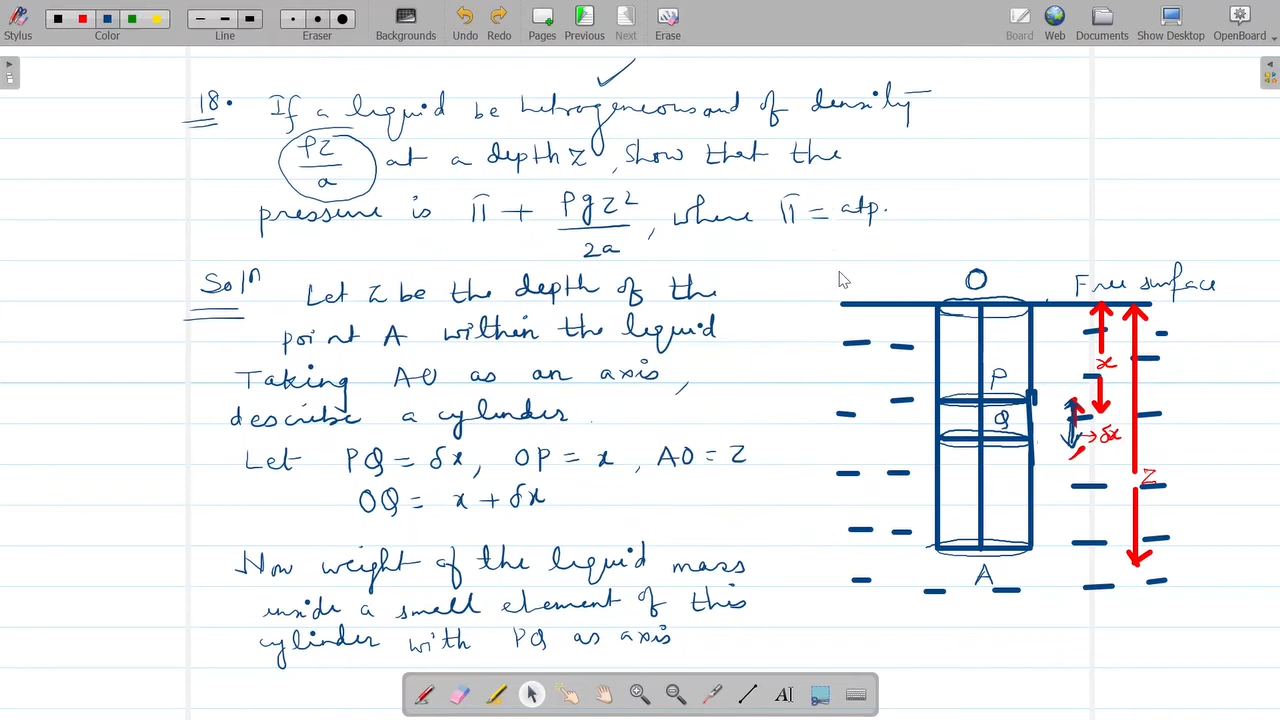 Stylus Color Line Eraser Backgrounds Undo Redo Pages Previous Next Erase Board Web Documents Show Desktop OpenBoard
18. If a liquid be hetrogeneous and of density
ρz/a at a depth z, show that the
pressure is Π + ρgz²/2a, where Π = atp.
Soln Let z be the depth of the
point A within the liquid
Taking AO as an axis,
describe a cylinder.
Let PQ = δx, OP = x, AO = z
OQ = x + δx
Now weight of the liquid mass
inside a small element of this
cylinder with PQ as axis
O
Free surface
x
P
Q
δx
z
A
AI